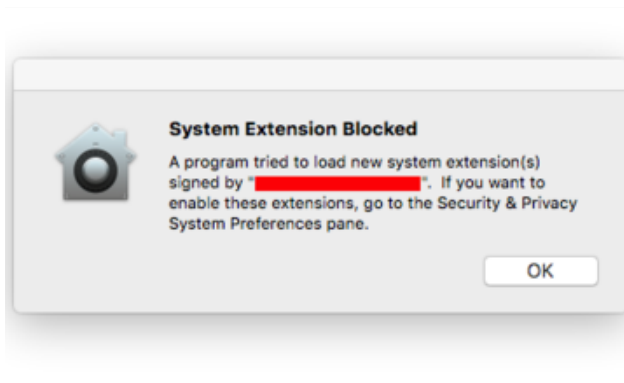 System Extension Blocked
A program tried to load new system extension(s)
signed by "                    ".  If you want to
enable these extensions, go to the Security & Privacy
System Preferences pane.
OK